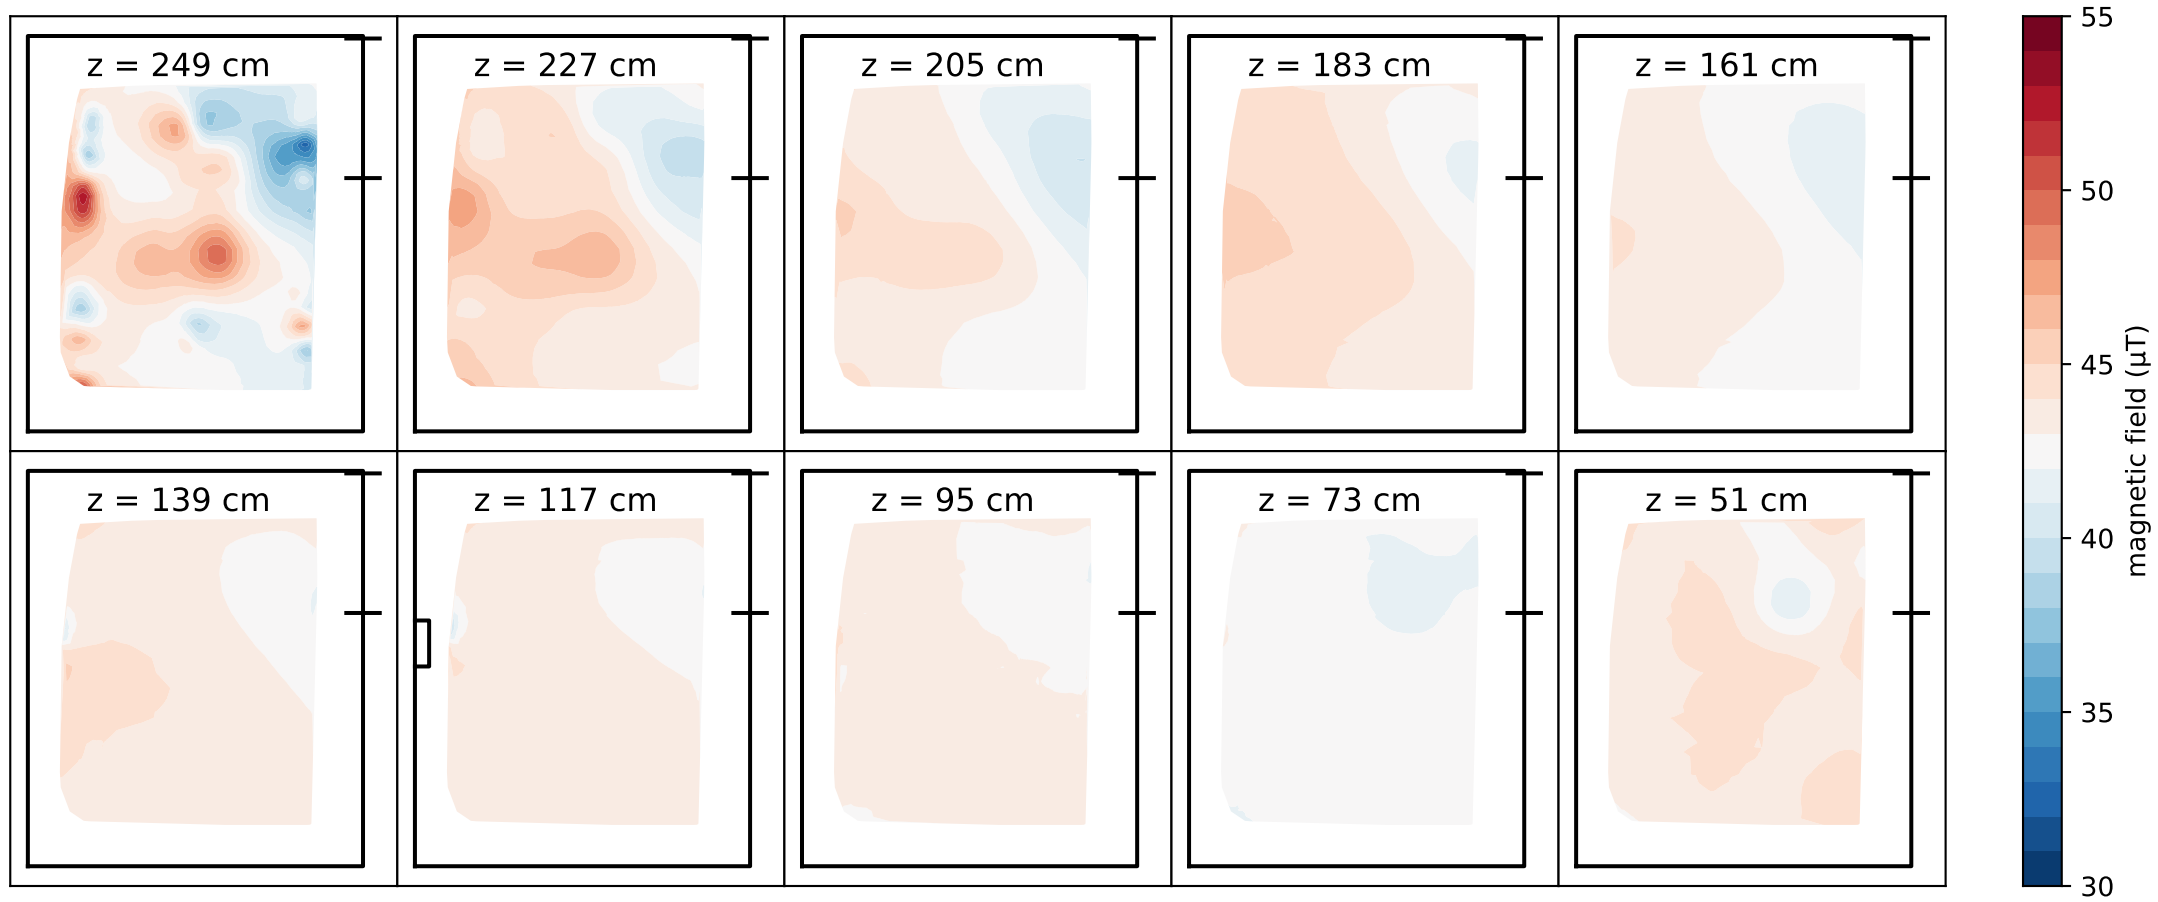 z = 249 cm
z = 227 cm
z = 205 cm
z = 183 cm
z = 161 cm
z = 139 cm
z = 117 cm
z = 95 cm
z = 73 cm
z = 51 cm
55
50
45
40
35
30
magnetic field (μT)